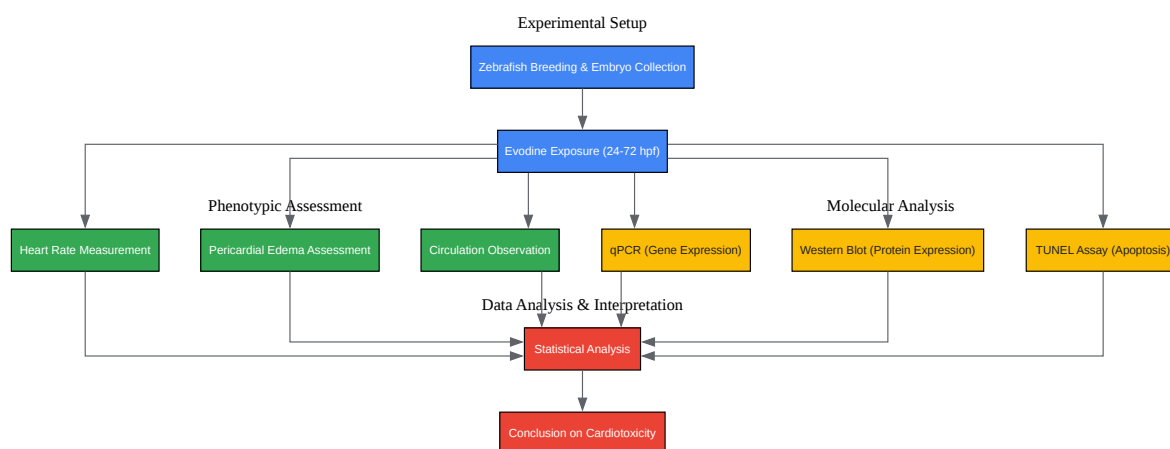 Experimental Setup
Zebrafish Breeding & Embryo Collection
Evodine Exposure (24-72 hpf)
Phenotypic Assessment
Molecular Analysis
Heart Rate Measurement
Pericardial Edema Assessment
Circulation Observation
qPCR (Gene Expression)
Western Blot (Protein Expression)
TUNEL Assay (Apoptosis)
Data Analysis & Interpretation
Statistical Analysis
Conclusion on Cardiotoxicity